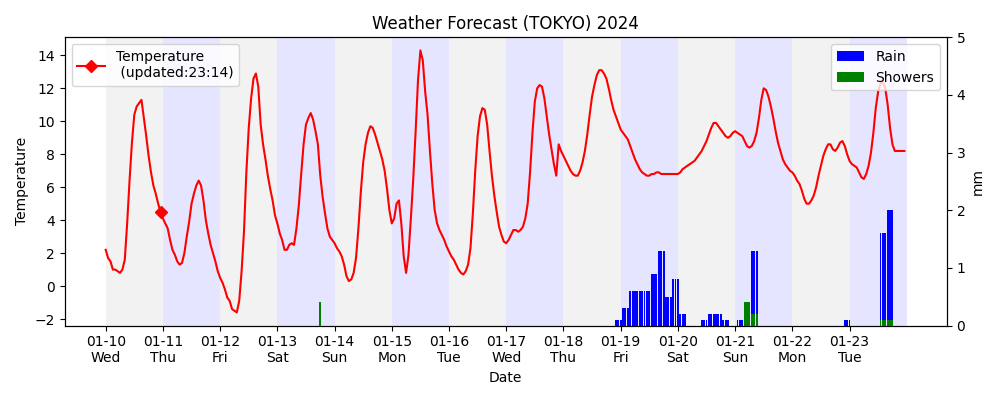 Weather Forecast (TOKYO) 2024
Temperature
(updated:23:14)
Rain
Showers
14
12
10
8
6
4
2
0
−2
Temperature
5
4
3
2
1
0
mm
01-10 01-11 01-12 01-13 01-14 01-15 01-16 01-17 01-18 01-19 01-20 01-21 01-22 01-23
Wed Thu Fri Sat Sun Mon Tue Wed Thu Fri Sat Sun Mon Tue
Date